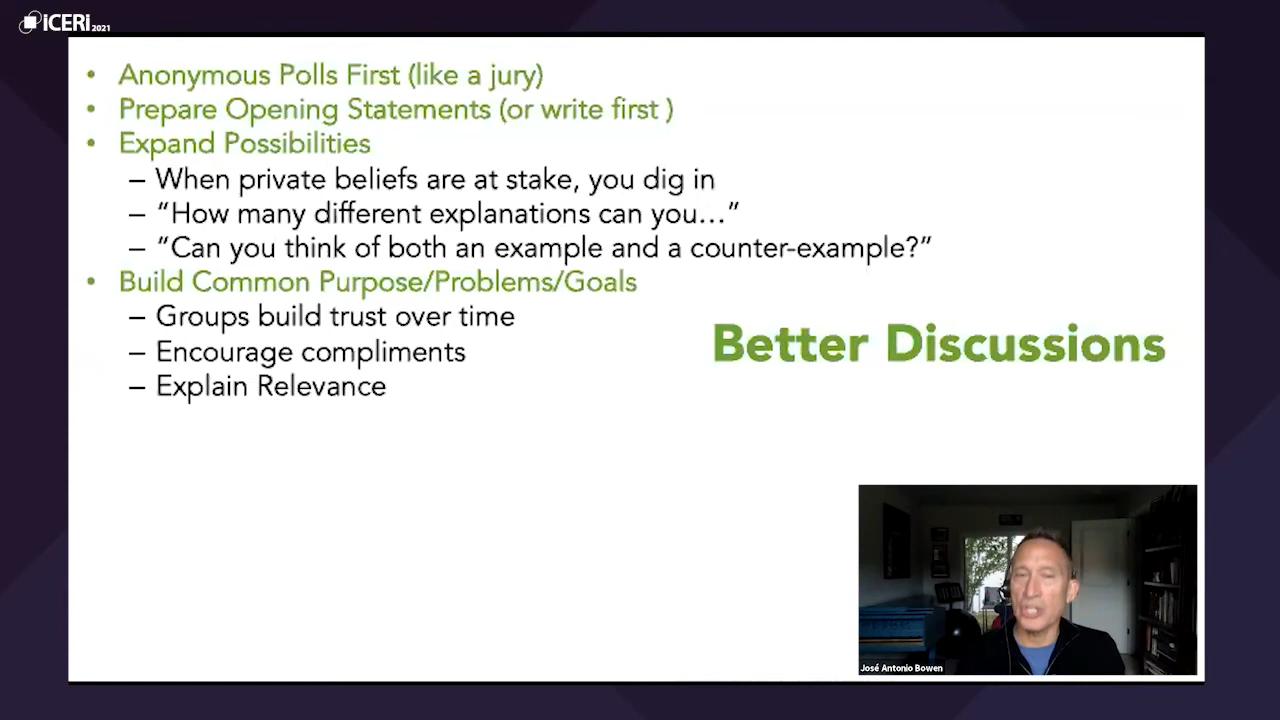 iCERi2021
• Anonymous Polls First (like a jury)
• Prepare Opening Statements (or write first )
• Expand Possibilities
– When private beliefs are at stake, you dig in
– “How many different explanations can you…”
– “Can you think of both an example and a counter-example?”
• Build Common Purpose/Problems/Goals
– Groups build trust over time
– Encourage compliments
– Explain Relevance
Better Discussions
José Antonio Bowen